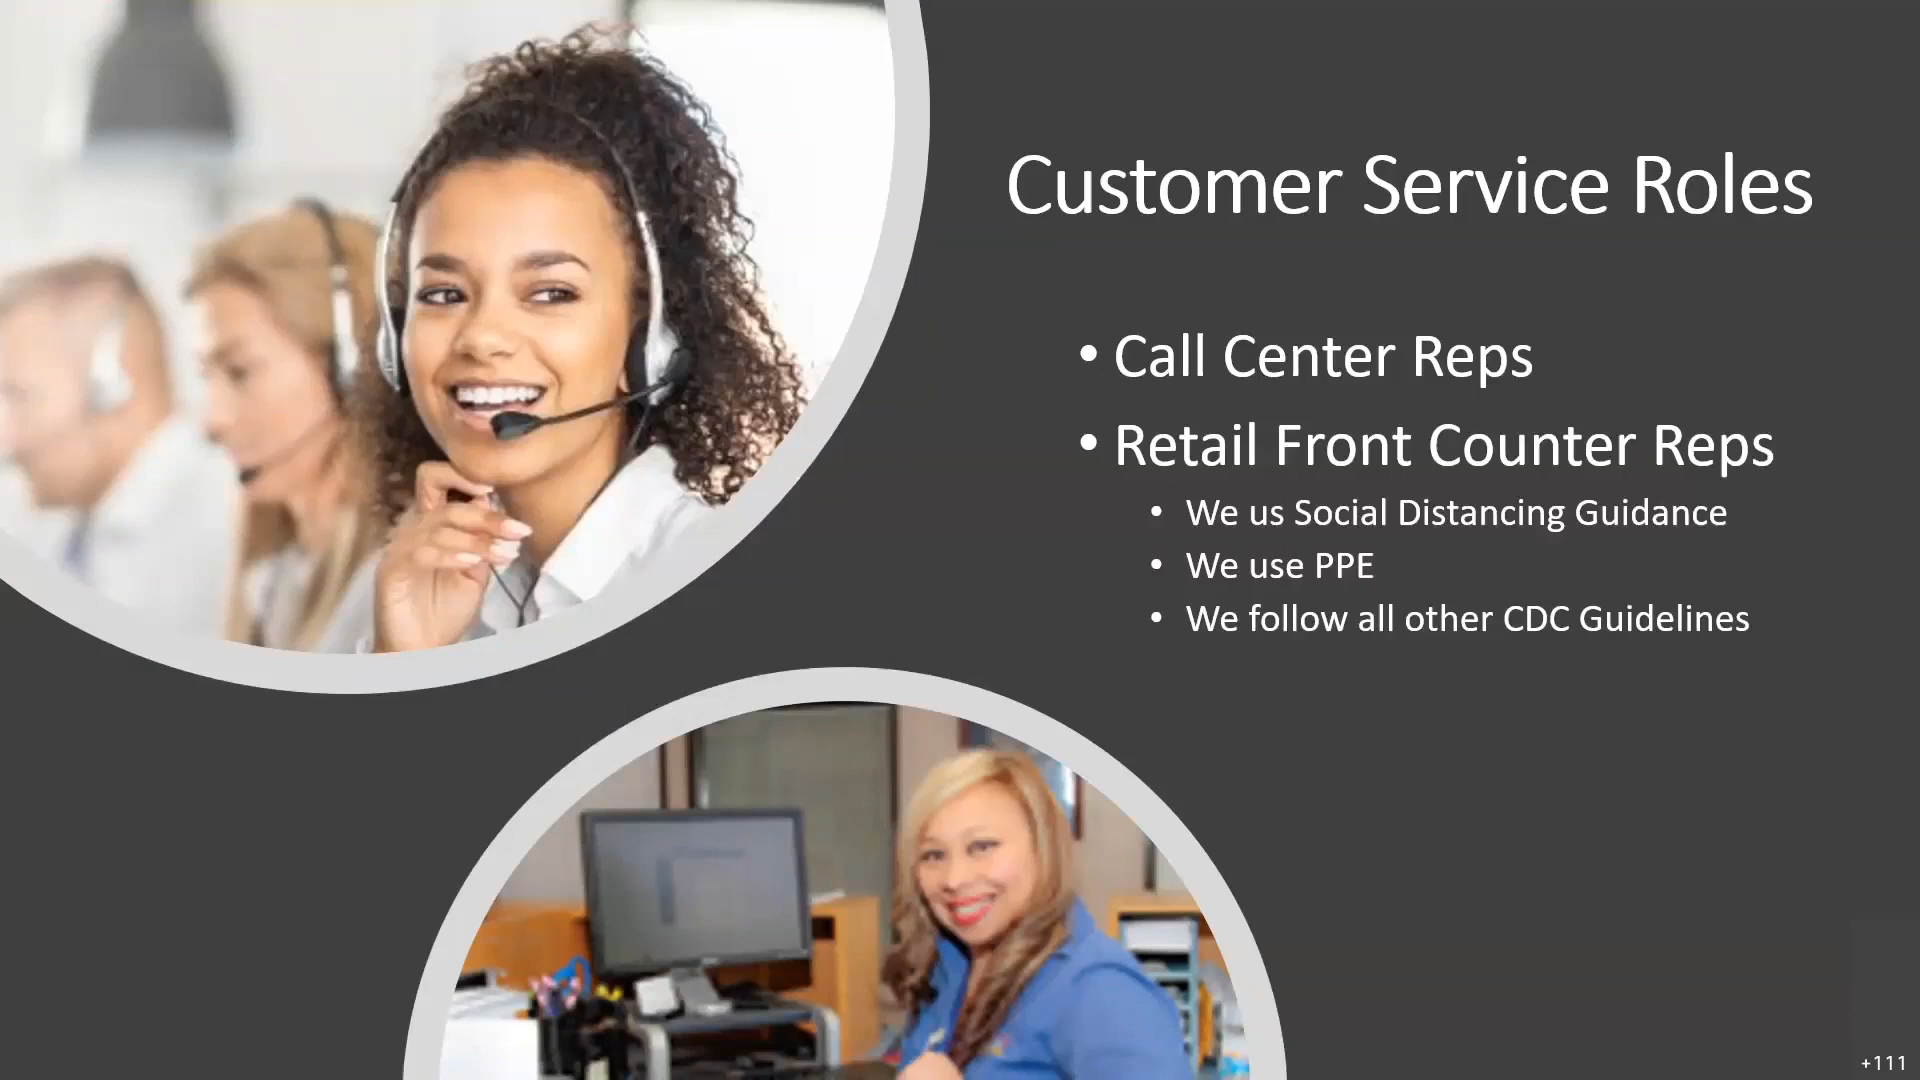 Customer Service Roles
• Call Center Reps
• Retail Front Counter Reps
• We us Social Distancing Guidance
• We use PPE
• We follow all other CDC Guidelines
+111